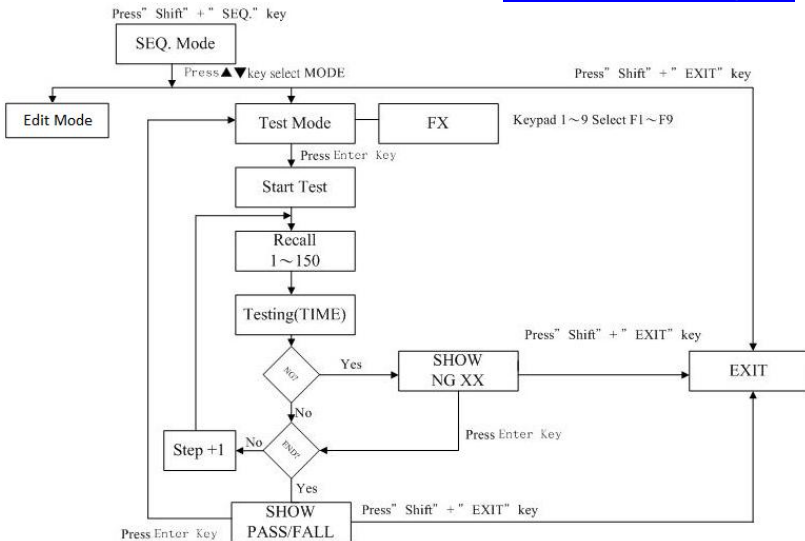 Press" Shift" + " SEQ." key
SEQ. Mode
Press▲▼key select MODE
Press" Shift" + " EXIT" key
Edit Mode
Test Mode
FX
Keypad 1～9 Select F1～F9
Press Enter Key
Start Test
Recall
1～150
Testing(TIME)
Press" Shift" + " EXIT" key
NG?
Yes
SHOW
NG XX
EXIT
No
Press Enter Key
Step +1
No
END?
Yes
SHOW
PASS/FALL
Press" Shift" + " EXIT" key
Press Enter Key